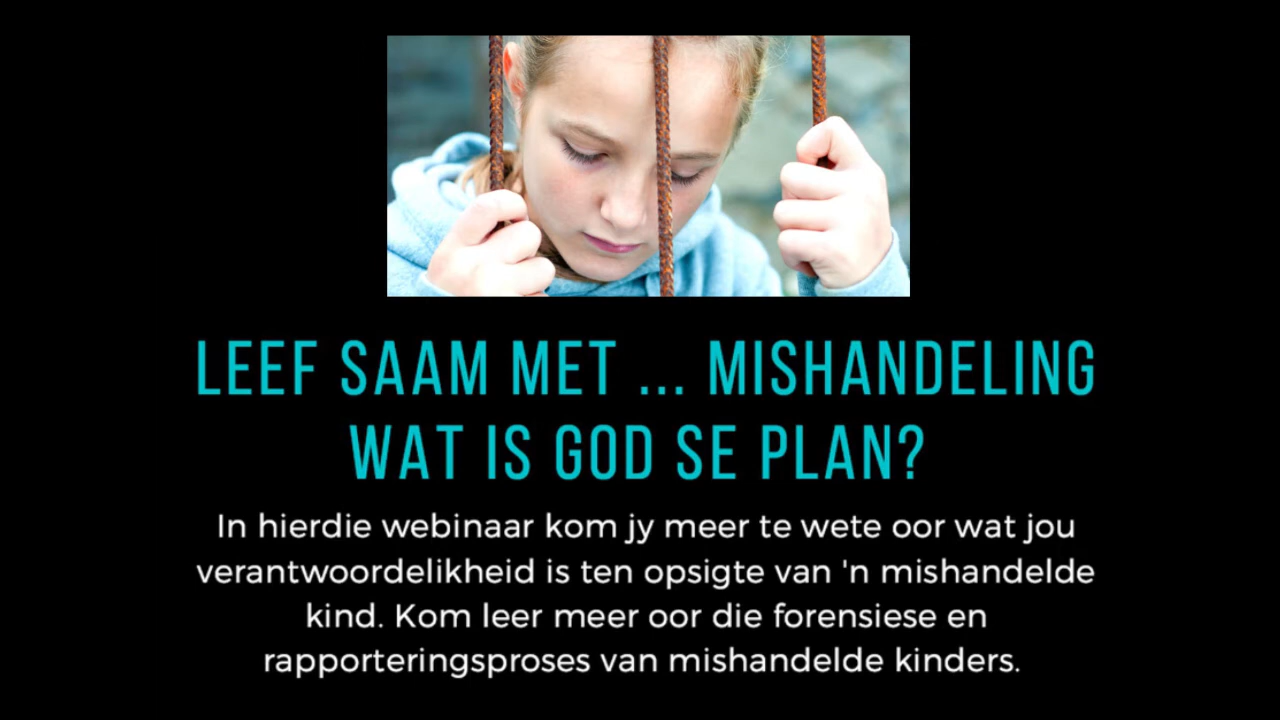 LEEF SAAM MET ... MISHANDELING
WAT IS GOD SE PLAN?
In hierdie webinaar kom jy meer te wete oor wat jou
verantwoordelikheid is ten opsigte van 'n mishandelde
kind. Kom leer meer oor die forensiese en
rapporteringsproses van mishandelde kinders.